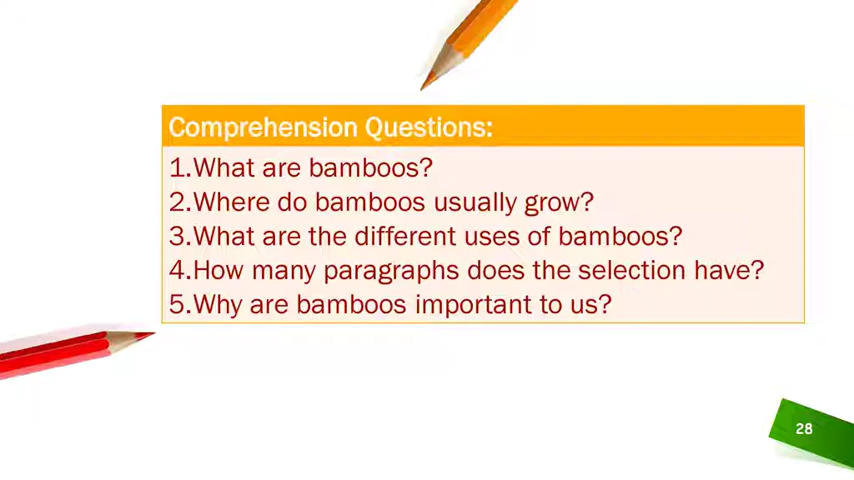 Comprehension Questions:
1.What are bamboos?
2.Where do bamboos usually grow?
3.What are the different uses of bamboos?
4.How many paragraphs does the selection have?
5.Why are bamboos important to us?
28